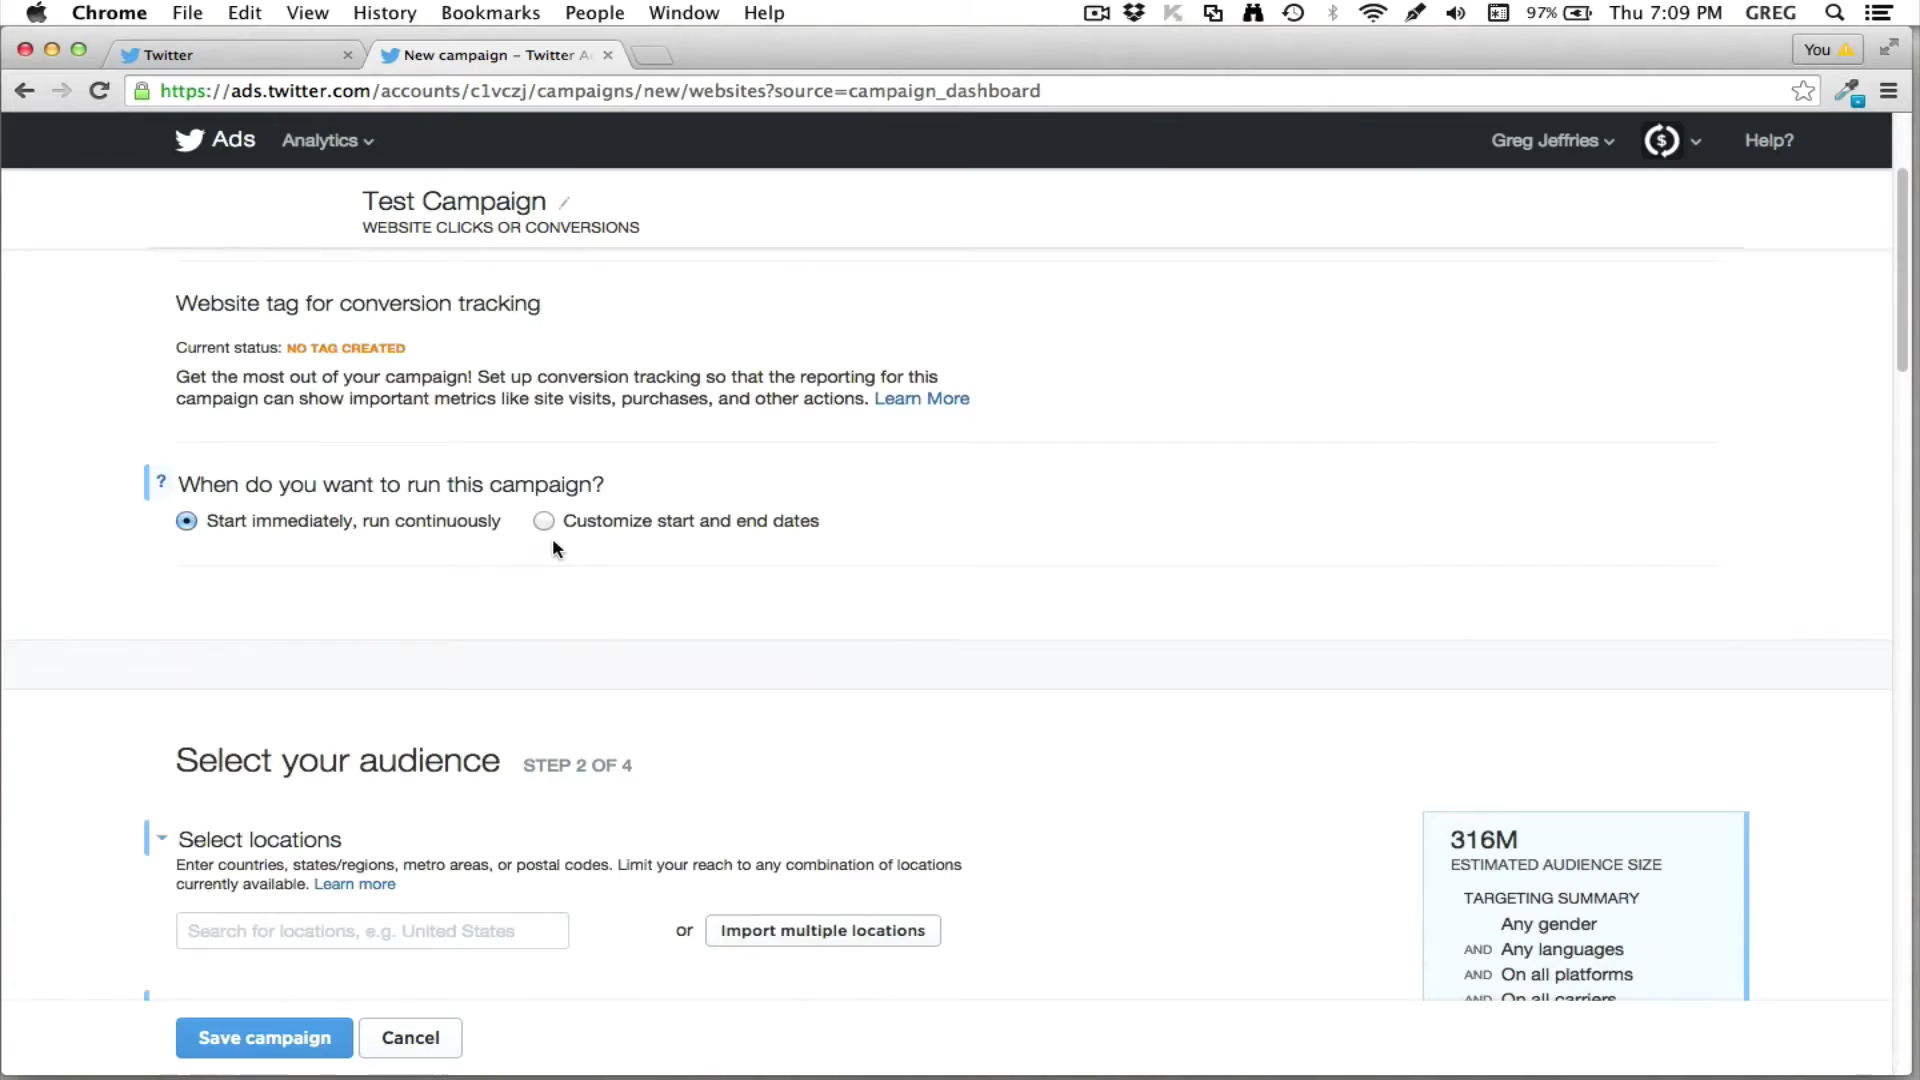 Chrome File Edit View History Bookmarks People Window Help 97% Thu 7:09 PM GREG
Twitter New campaign – Twitter A You
https://ads.twitter.com/accounts/c1vczj/campaigns/new/websites?source=campaign_dashboard
Ads Analytics Greg Jeffries Help?
Test Campaign
WEBSITE CLICKS OR CONVERSIONS
Website tag for conversion tracking
Current status: NO TAG CREATED
Get the most out of your campaign! Set up conversion tracking so that the reporting for this
campaign can show important metrics like site visits, purchases, and other actions. Learn More
? When do you want to run this campaign?
Start immediately, run continuously Customize start and end dates
Select your audience STEP 2 OF 4
Select locations
Enter countries, states/regions, metro areas, or postal codes. Limit your reach to any combination of locations
currently available. Learn more
Search for locations, e.g. United States or Import multiple locations
316M
ESTIMATED AUDIENCE SIZE
TARGETING SUMMARY
Any gender
AND Any languages
AND On all platforms
AND On all carriers
Save campaign Cancel